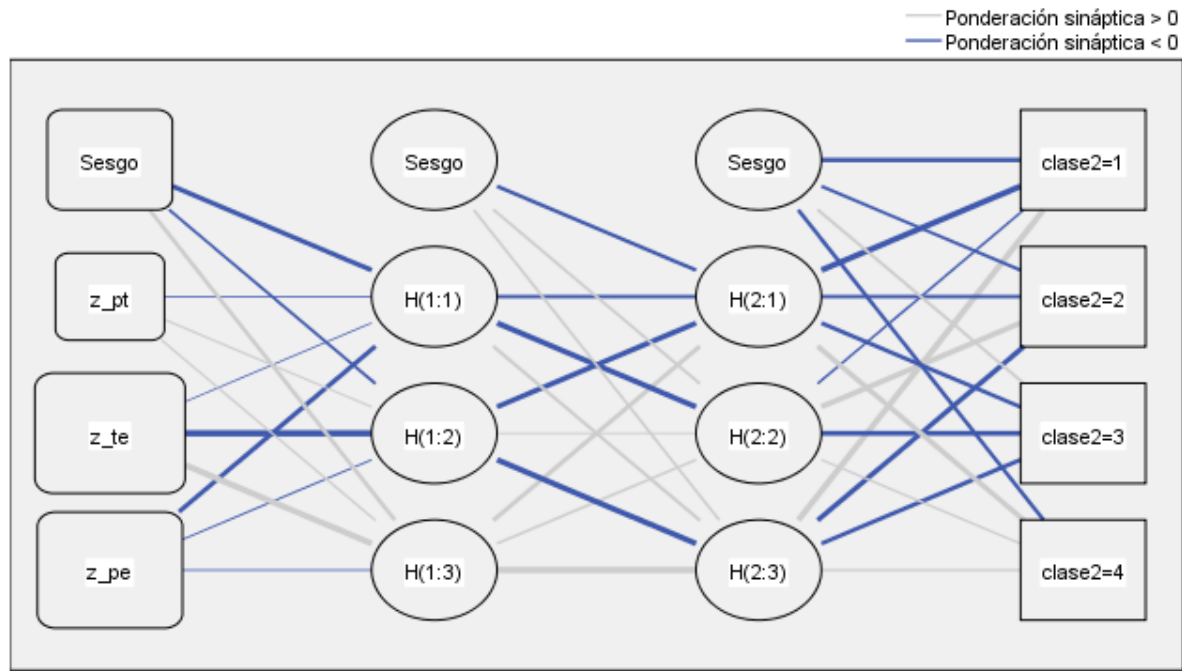 Ponderación sináptica > 0
Ponderación sináptica < 0
Sesgo
Sesgo
Sesgo
clase2=1
z_pt
H(1:1)
H(2:1)
clase2=2
z_te
H(1:2)
H(2:2)
clase2=3
z_pe
H(1:3)
H(2:3)
clase2=4